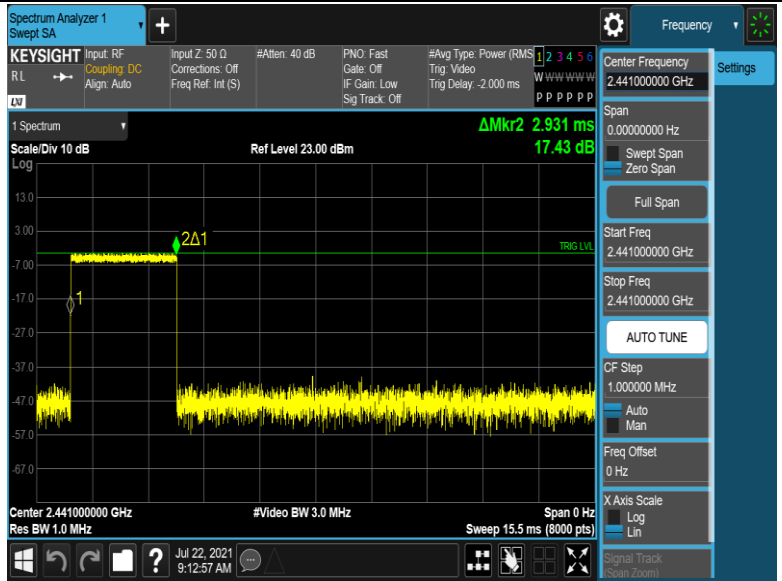 Spectrum Analyzer 1
Swept SA
Frequency
KEYSIGHT
RL
LXI
Input: RF
Coupling: DC
Align: Auto
Input Z: 50 Ω
Corrections: Off
Freq Ref: Int (S)
#Atten: 40 dB
PNO: Fast
Gate: Off
IF Gain: Low
Sig Track: Off
#Avg Type: Power (RMS
Trig: Video
Trig Delay: -2.000 ms
1 2 3 4 5 6
W W W W W W
P P P P P P
1 Spectrum
ΔMkr2 2.931 ms
17.43 dB
Scale/Div 10 dB
Ref Level 23.00 dBm
Log
13.0
3.00
-7.00
-17.0
-27.0
-37.0
-47.0
-57.0
-67.0
2Δ1
1
TRIG LVL
Center 2.441000000 GHz
#Video BW 3.0 MHz
Span 0 Hz
Res BW 1.0 MHz
Sweep 15.5 ms (8000 pts)
Jul 22, 2021
9:12:57 AM
Center Frequency
2.441000000 GHz
Settings
Span
0.00000000 Hz
Swept Span
Zero Span
Full Span
Start Freq
2.441000000 GHz
Stop Freq
2.441000000 GHz
AUTO TUNE
CF Step
1.000000 MHz
Auto
Man
Freq Offset
0 Hz
X Axis Scale
Log
Lin
Signal Track
(Span Zoom)